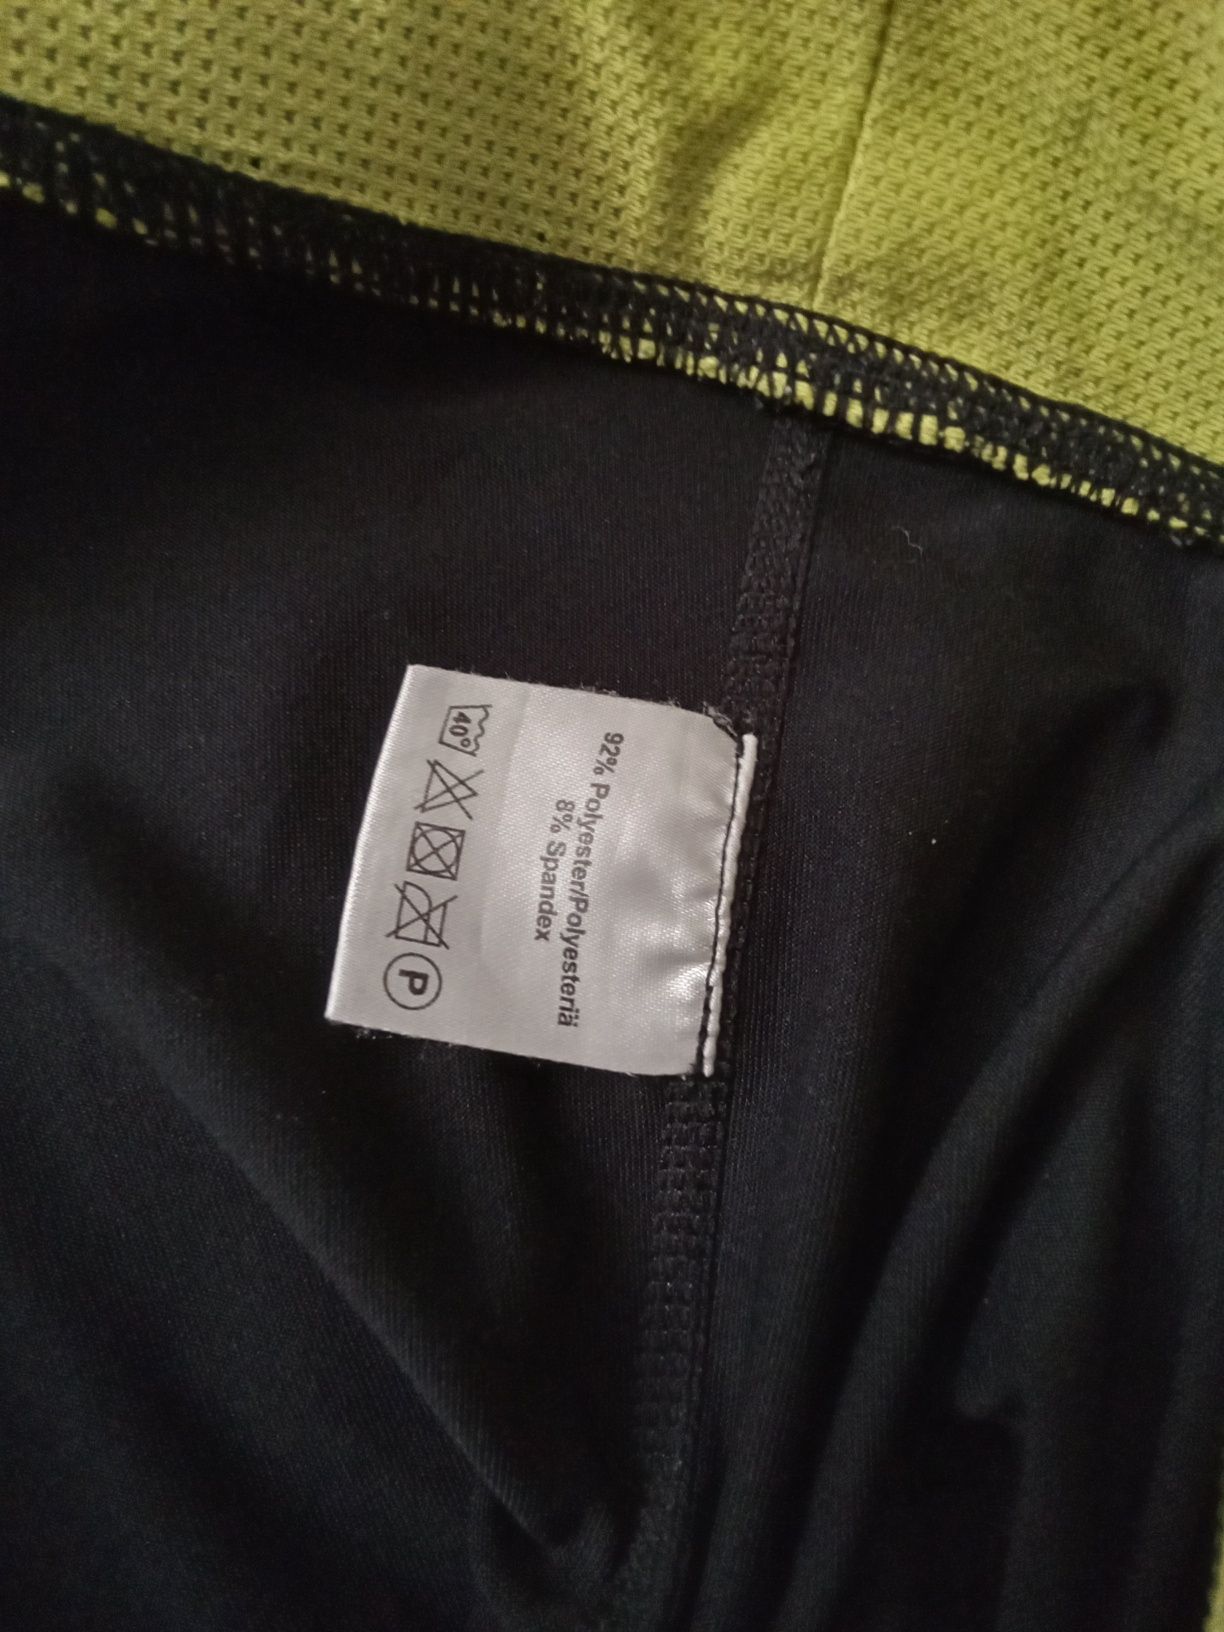 92% Polyester/Polyesteriä
8% Spandex
40°
P